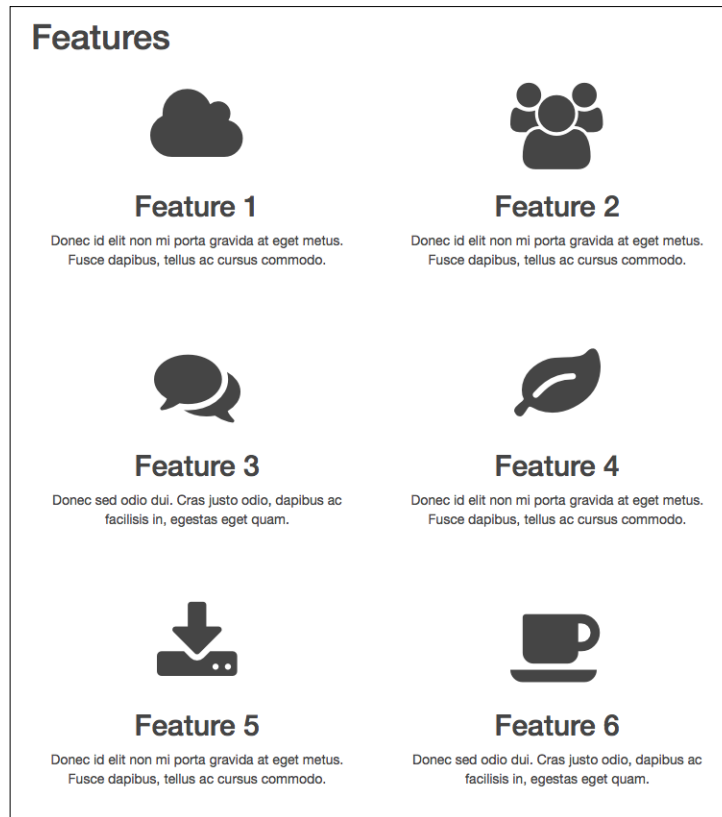 Features
Feature 1
Donec id elit non mi porta gravida at eget metus.
Fusce dapibus, tellus ac cursus commodo.
Feature 2
Donec id elit non mi porta gravida at eget metus.
Fusce dapibus, tellus ac cursus commodo.
Feature 3
Donec sed odio dui. Cras justo odio, dapibus ac
facilisis in, egestas eget quam.
Feature 4
Donec id elit non mi porta gravida at eget metus.
Fusce dapibus, tellus ac cursus commodo.
Feature 5
Donec id elit non mi porta gravida at eget metus.
Fusce dapibus, tellus ac cursus commodo.
Feature 6
Donec sed odio dui. Cras justo odio, dapibus ac
facilisis in, egestas eget quam.